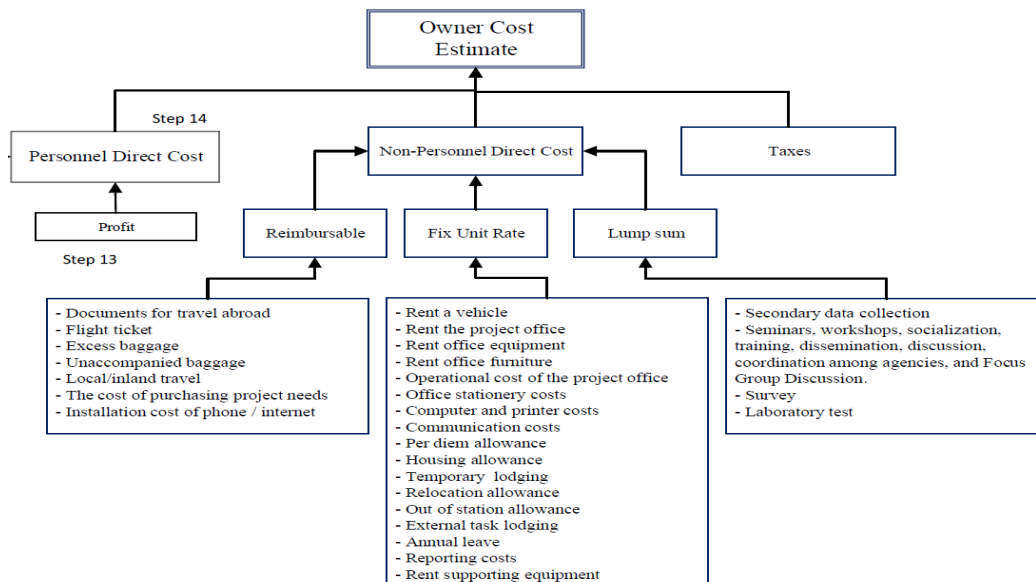 Owner Cost
Estimate
Step 14
Personnel Direct Cost
Non-Personnel Direct Cost
Taxes
Profit
Step 13
Reimbursable
Fix Unit Rate
Lump sum
- Documents for travel abroad
- Flight ticket
- Excess baggage
- Unaccompanied baggage
- Local/inland travel
- The cost of purchasing project needs
- Installation cost of phone / internet
- Rent a vehicle
- Rent the project office
- Rent office equipment
- Rent office furniture
- Operational cost of the project office
- Office stationery costs
- Computer and printer costs
- Communication costs
- Per diem allowance
- Housing allowance
- Temporary lodging
- Relocation allowance
- Out of station allowance
- External task lodging
- Annual leave
- Reporting costs
- Rent supporting equipment
- Secondary data collection
- Seminars, workshops, socialization,
training, dissemination, discussion,
coordination among agencies, and Focus
Group Discussion.
- Survey
- Laboratory test